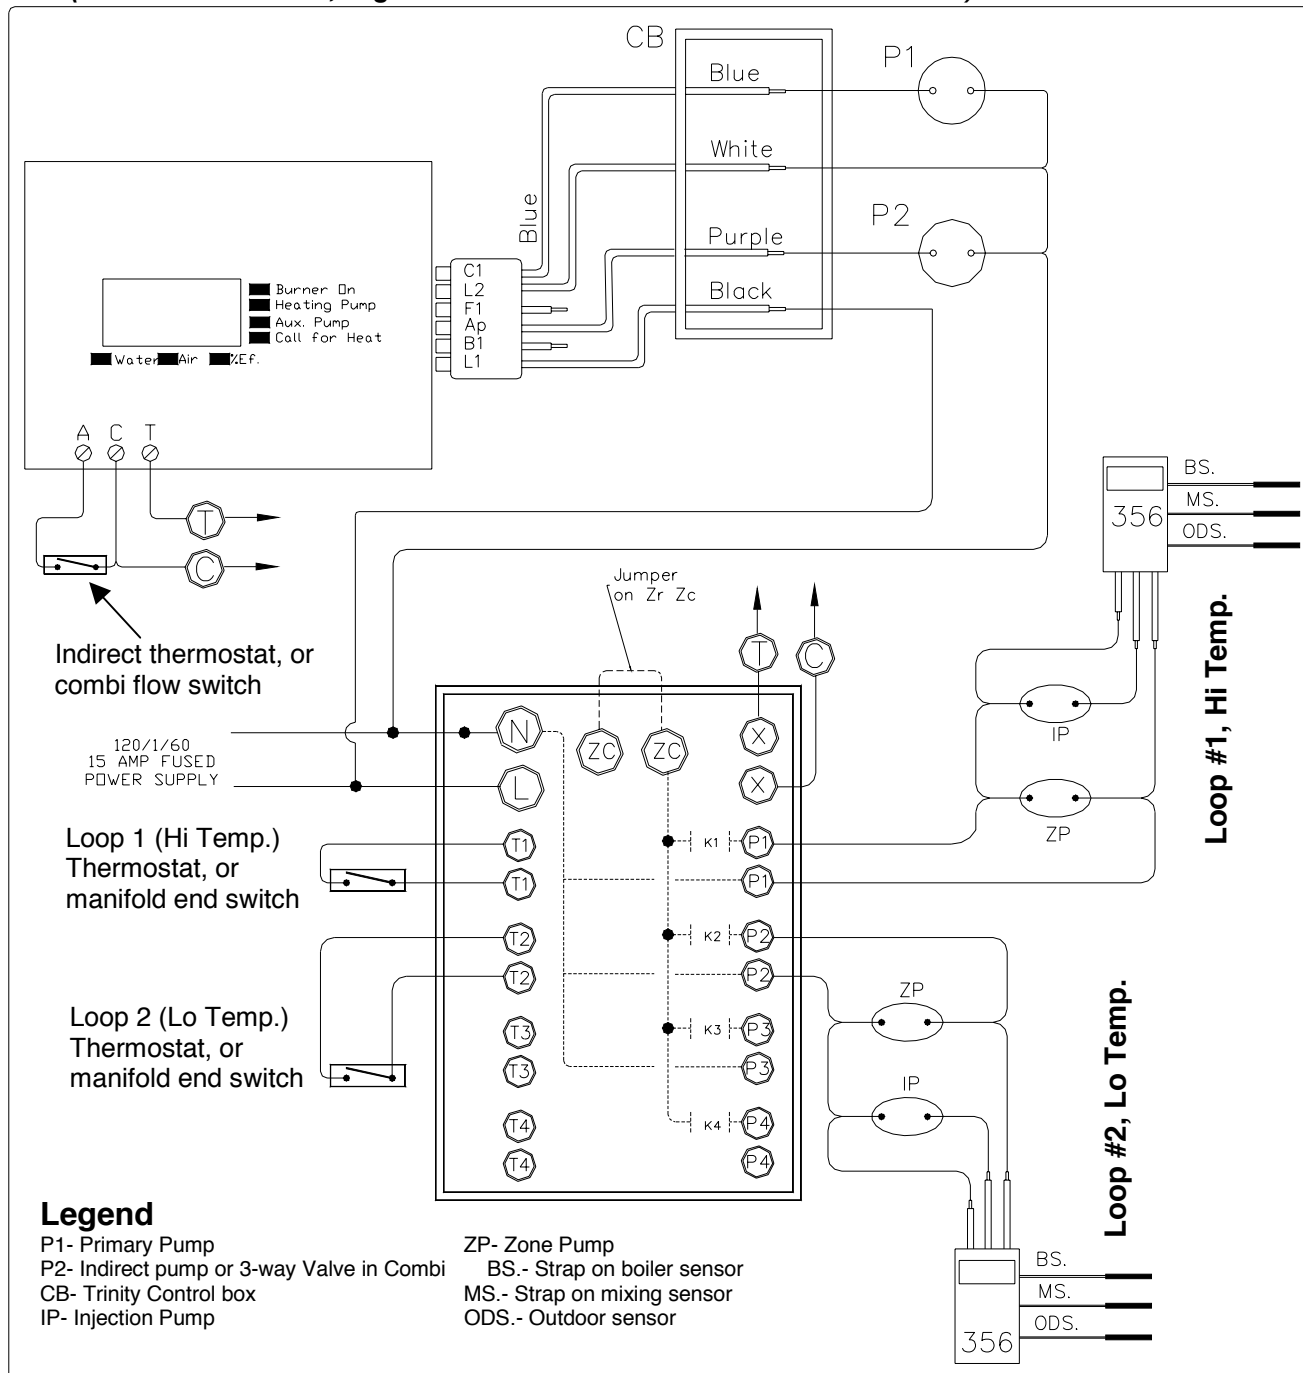 CB
P1
Blue
White
P2
Purple
Black
Blue
C1
L2
F1
Ap
B1
L1
Burner On
Heating Pump
Aux. Pump
Call for Heat
Water Air %Ef.
A C T
T
C
Indirect thermostat, or
combi flow switch
BS.
MS.
ODS.
356
Loop #1, Hi Temp.
Jumper
on Zr Zc
T C
N
ZC ZC
X
L
X
120/1/60
15 AMP FUSED
POWER SUPPLY
IP
ZP
Loop 1 (Hi Temp.)
Thermostat, or
manifold end switch
T1 K1 P1
T1 P1
T2 K2 P2
T2 P2
T3 K3 P3
T3 P3
T4 K4 P4
T4 P4
Loop 2 (Lo Temp.)
Thermostat, or
manifold end switch
ZP
IP
Loop #2, Lo Temp.
BS.
MS.
ODS.
356
Legend
P1- Primary Pump
P2- Indirect pump or 3-way Valve in Combi
CB- Trinity Control box
IP- Injection Pump
ZP- Zone Pump
BS.- Strap on boiler sensor
MS.- Strap on mixing sensor
ODS.- Outdoor sensor